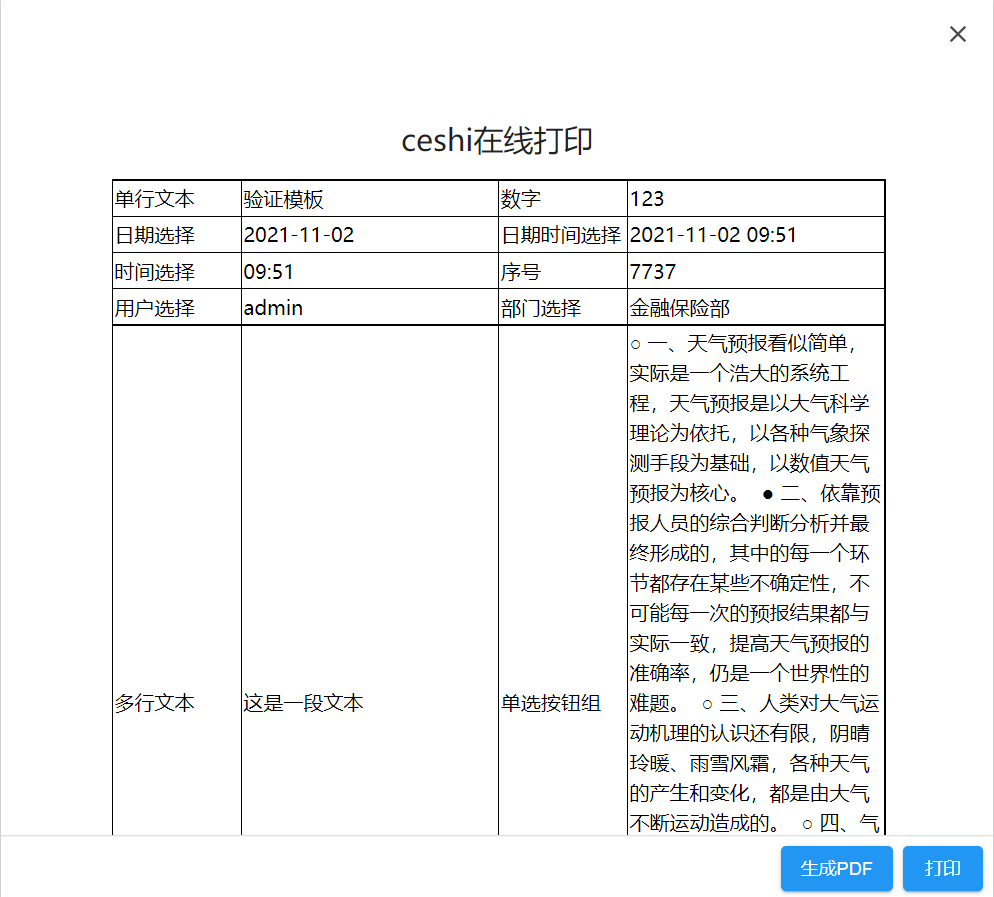 ceshi在线打印
单行文本 验证模板 数字 123
日期选择 2021-11-02 日期时间选择 2021-11-02 09:51
时间选择 09:51 序号 7737
用户选择 admin 部门选择 金融保险部
○ 一、天气预报看似简单，
实际是一个浩大的系统工
程，天气预报是以大气科学
理论为依托，以各种气象探
测手段为基础，以数值天气
预报为核心。 ● 二、依靠预
报人员的综合判断分析并最
终形成的，其中的每一个环
节都存在某些不确定性，不
可能每一次的预报结果都与
实际一致，提高天气预报的
准确率，仍是一个世界性的
多行文本 这是一段文本 单选按钮组 难题。 ○ 三、人类对大气运
动机理的认识还有限，阴晴
玲暖、雨雪风霜，各种天气
的产生和变化，都是由大气
不断运动造成的。 ○ 四、气
生成PDF 打印